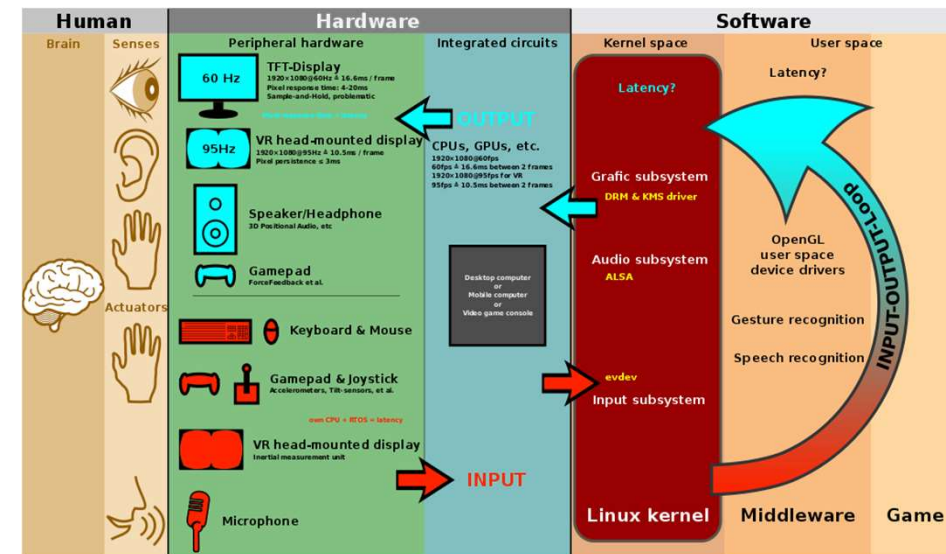 Human
Hardware
Software
Brain
Senses
Peripheral hardware
Integrated circuits
Kernel space
User space
60 Hz
TFT-Display
1920×1080@60Hz ≙ 16.6ms / frame
Pixel response time: 4-20ms
Sample-and-Hold, problematic
OUTPUT
95Hz
VR head-mounted display
1920×1080@95Hz ≙ 10.5ms / frame
Pixel persistence ≤ 3ms
CPUs, GPUs, etc.
1920×1080@60fps
60fps ≙ 16.6ms between 2 frames
1920×1080@95fps for VR
95fps ≙ 10.5ms between 2 frames
Speaker/Headphone
3D Positional Audio, etc
Gamepad
ForceFeedback et al.
Desktop computer
or
Mobile computer
or
Video game console
Actuators
Keyboard & Mouse
Gamepad & Joystick
Accelerometers, Tilt-sensors, et al.
own CPU + RTOS = latency
VR head-mounted display
Inertial measurement unit
INPUT
Microphone
Latency?
Grafic subsystem
DRM & KMS driver
Audio subsystem
ALSA
evdev
Input subsystem
Linux kernel
Latency?
OpenGL
user space
device drivers
Gesture recognition
Speech recognition
INPUT-OUTPUT-Loop
Middleware
Game